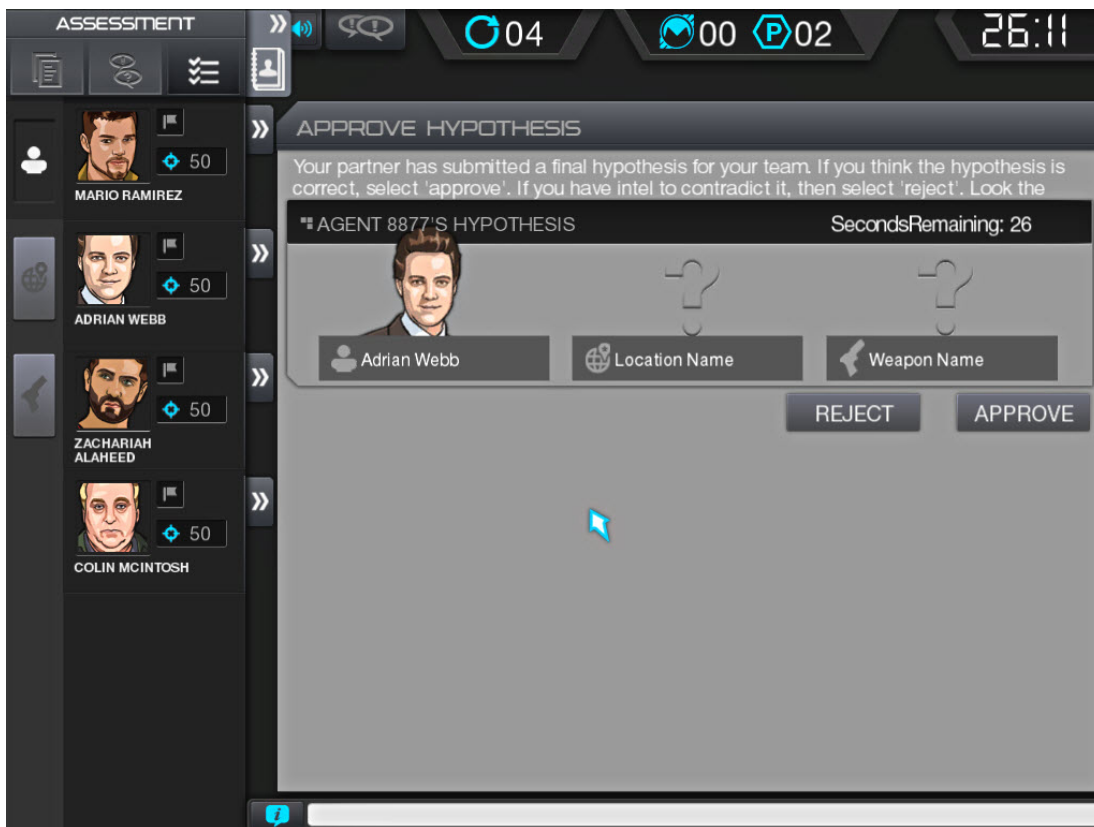 ASSESSMENT
04
00
P
02
26:11
MARIO RAMIREZ
50
ADRIAN WEBB
50
ZACHARIAH
ALAHEED
50
COLIN MCINTOSH
50
APPROVE HYPOTHESIS
Your partner has submitted a final hypothesis for your team. If you think the hypothesis is
correct, select 'approve'. If you have intel to contradict it, then select 'reject'. Look the
AGENT 8877'S HYPOTHESIS
SecondsRemaining: 26
Adrian Webb
Location Name
Weapon Name
REJECT
APPROVE